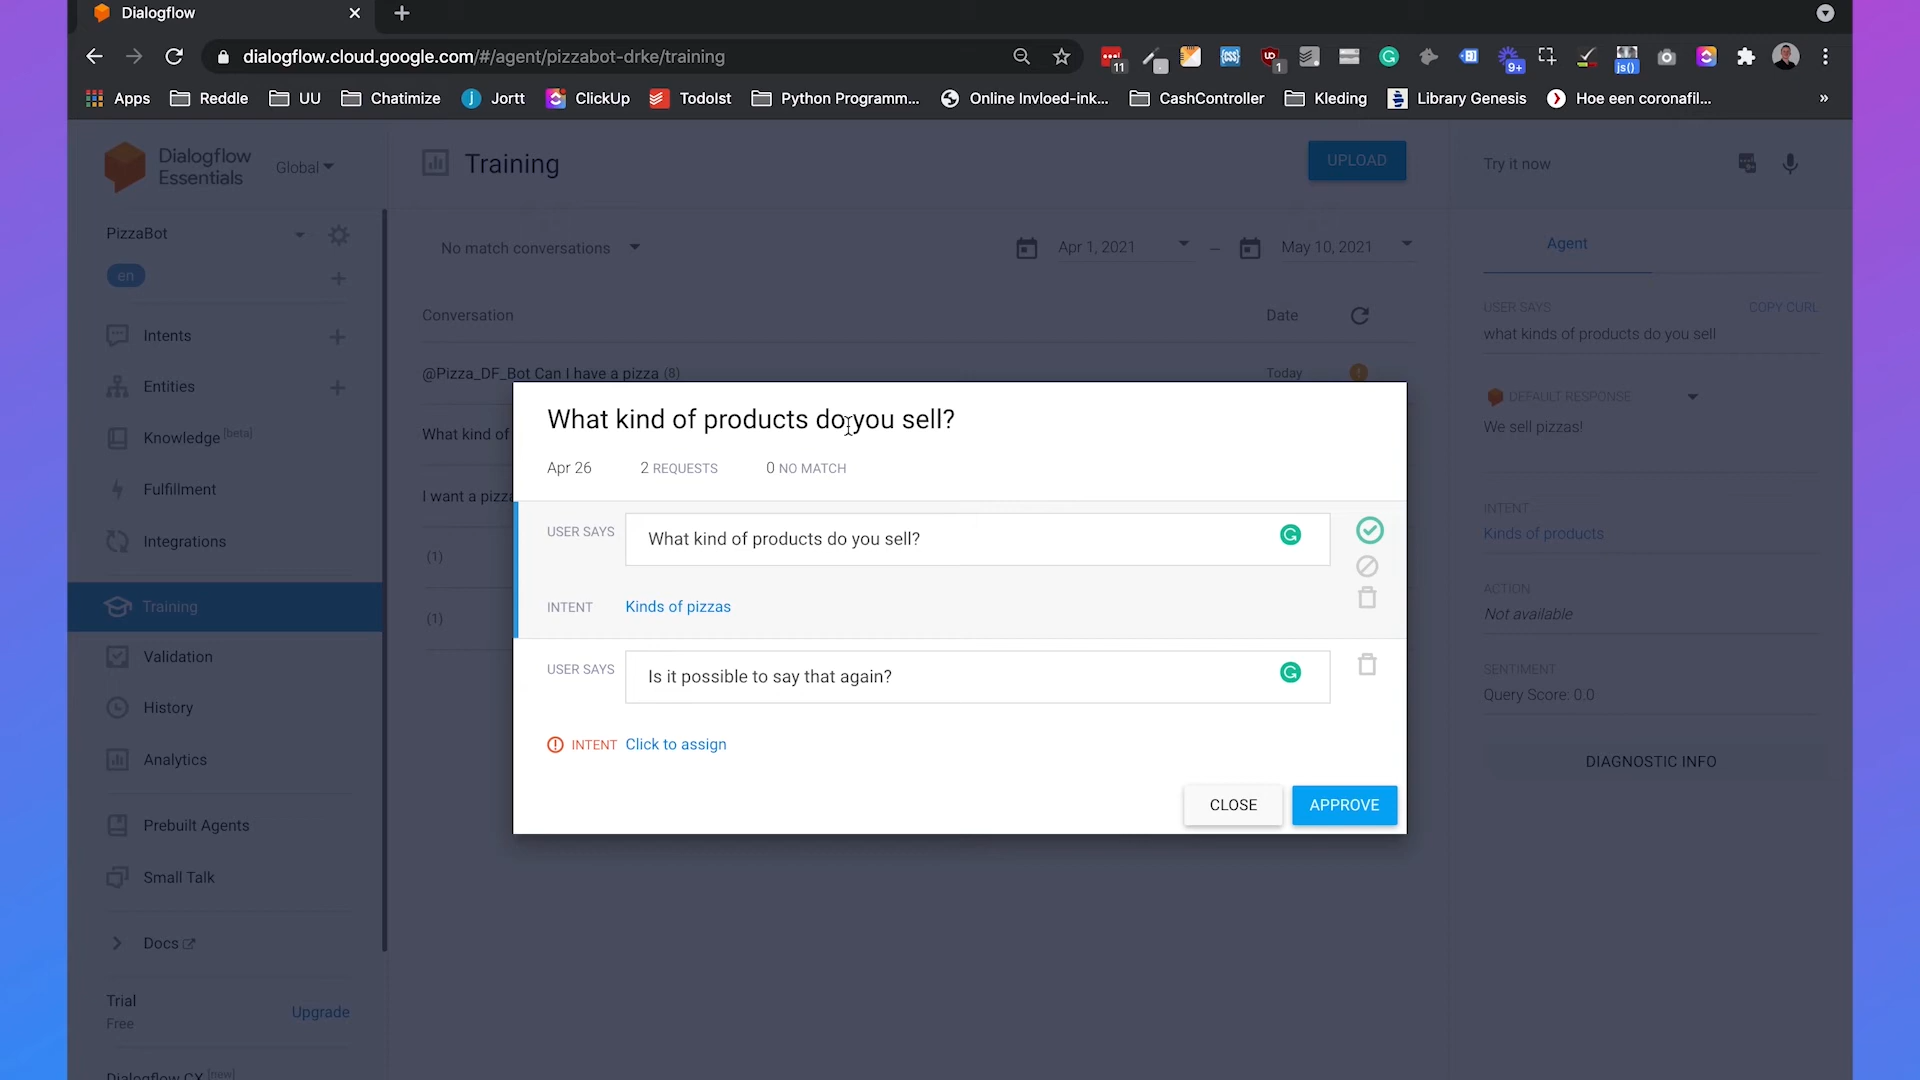 Dialogflow
dialogflow.cloud.google.com/#/agent/pizzabot-drke/training
11
1
9+
js()
Apps
Reddle
UU
Chatimize
Jortt
ClickUp
TodoIst
Python Programm...
Online Invloed-ink...
CashController
Kleding
Library Genesis
Hoe een coronafil...
»
Dialogflow
Essentials
Global
Training
UPLOAD
Try it now
PizzaBot
en
No match conversations
Apr 1, 2021
–
May 10, 2021
Agent
Conversation
Date
USER SAYS
COPY CURL
what kinds of products do you sell
Intents
Entities
Knowledge [beta]
Fulfillment
Integrations
Training
Validation
History
Analytics
Prebuilt Agents
Small Talk
Docs
Trial
Free
Upgrade
Dialogflow CX [new]
@Pizza_DF_Bot Can I have a pizza (8)
Today
What kind of
I want a pizza
(1)
(1)
What kind of products do you sell?
Apr 26
2 REQUESTS
0 NO MATCH
USER SAYS
What kind of products do you sell?
INTENT
Kinds of pizzas
USER SAYS
Is it possible to say that again?
INTENT
Click to assign
CLOSE
APPROVE
DEFAULT RESPONSE
We sell pizzas!
INTENT
Kinds of products
ACTION
Not available
SENTIMENT
Query Score: 0.0
DIAGNOSTIC INFO